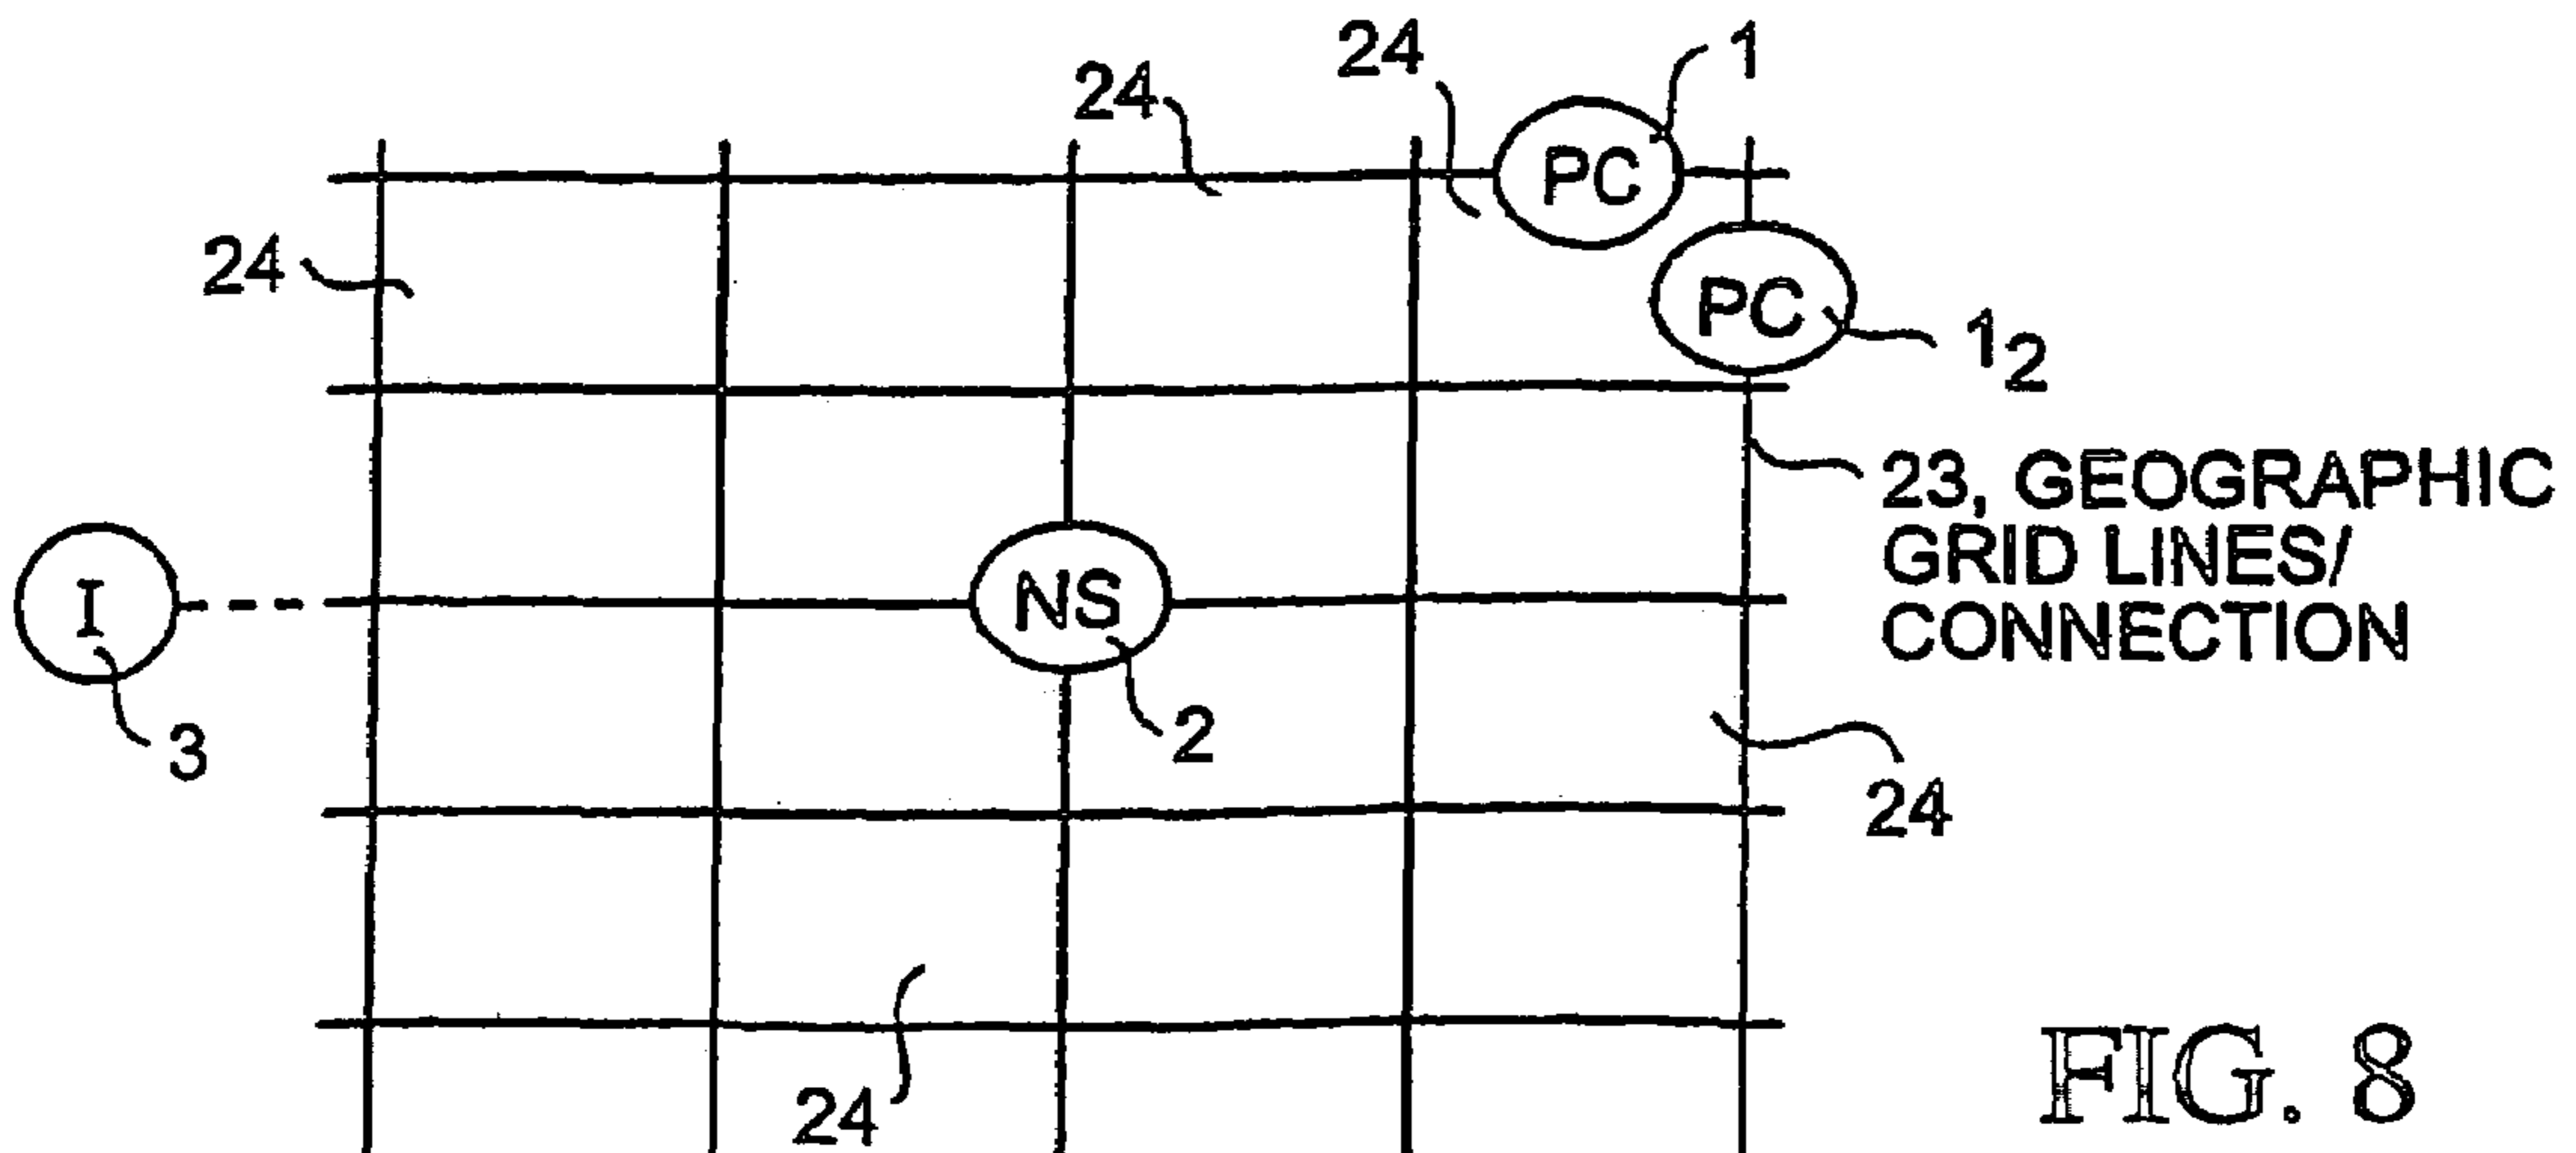 24
24
1
PC
24
PC
1₂
23, GEOGRAPHIC
GRID LINES/
CONNECTION
I
NS
3
2
24
24
FIG. 8